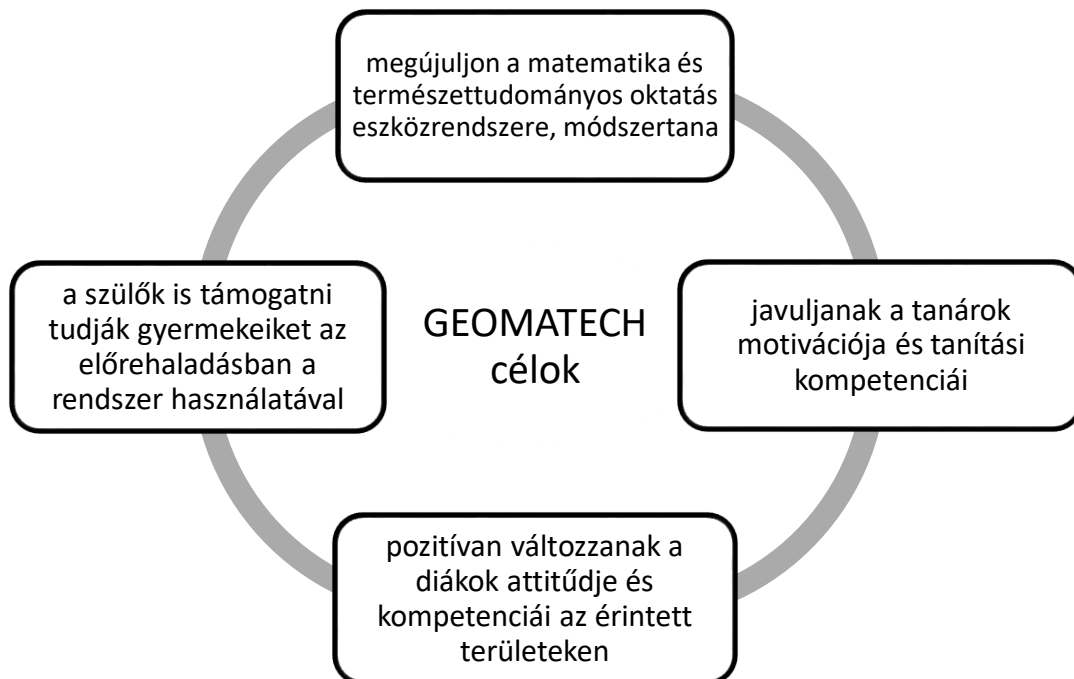 megújuljon a matematika és
természettudományos oktatás
eszközrendszere, módszertana
a szülők is támogatni
tudják gyermekeiket az
előrehaladásban a
rendszer használatával
GEOMATECH
célok
javuljanak a tanárok
motivációja és tanítási
kompetenciái
pozitívan változzanak a
diákok attitűdje és
kompetenciái az érintett
területeken